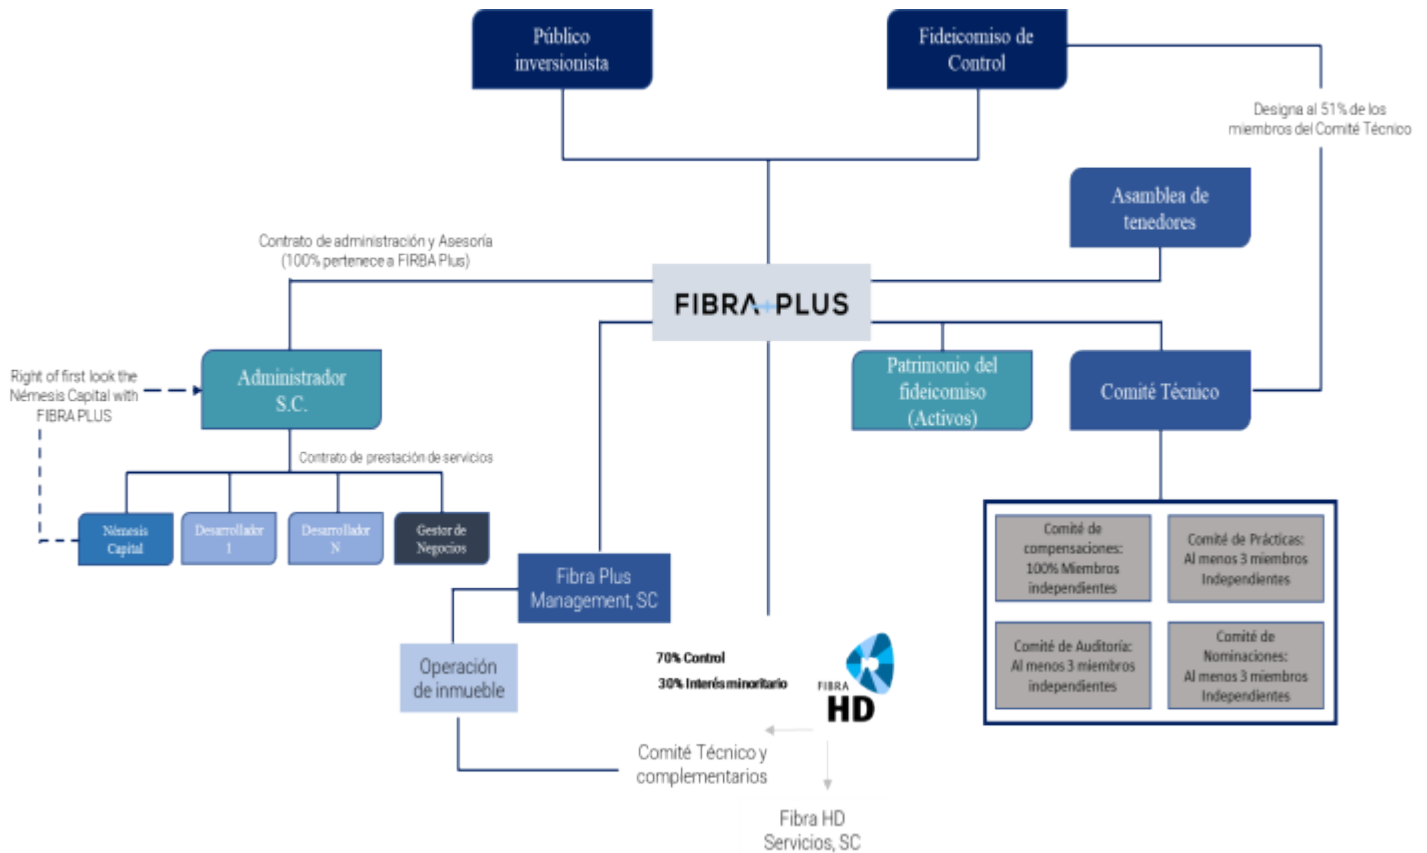 Público
inversionista
Fideicomiso de
Control
Designa al 51% de los
miembros del Comité Técnico
Asamblea de
tenedores
Contrato de administración y Asesoría
(100% pertenece a FIRBA Plus)
FIBRA+PLUS
Right of first look the
Némesis Capital with
FIBRA PLUS
Administrador
S.C.
Patrimonio del
fideicomiso
(Activos)
Comité Técnico
Contrato de prestación de servicios
Némesis
Capital
Desarrollador
1
Desarrollador
N
Gestor de
Negocios
Comité de
compensaciones:
100% Miembros
independientes
Comité de Prácticas:
Al menos 3 miembros
Independientes
Fibra Plus
Management, SC
Comité de Auditoría:
Al menos 3 miembros
independientes
Comité de
Nominaciones:
Al menos 3 miembros
Independientes
Operación
de inmueble
70% Control
30% Interés minoritario
FIBRA
HD
Comité Técnico y
complementarios
Fibra HD
Servicios, SC